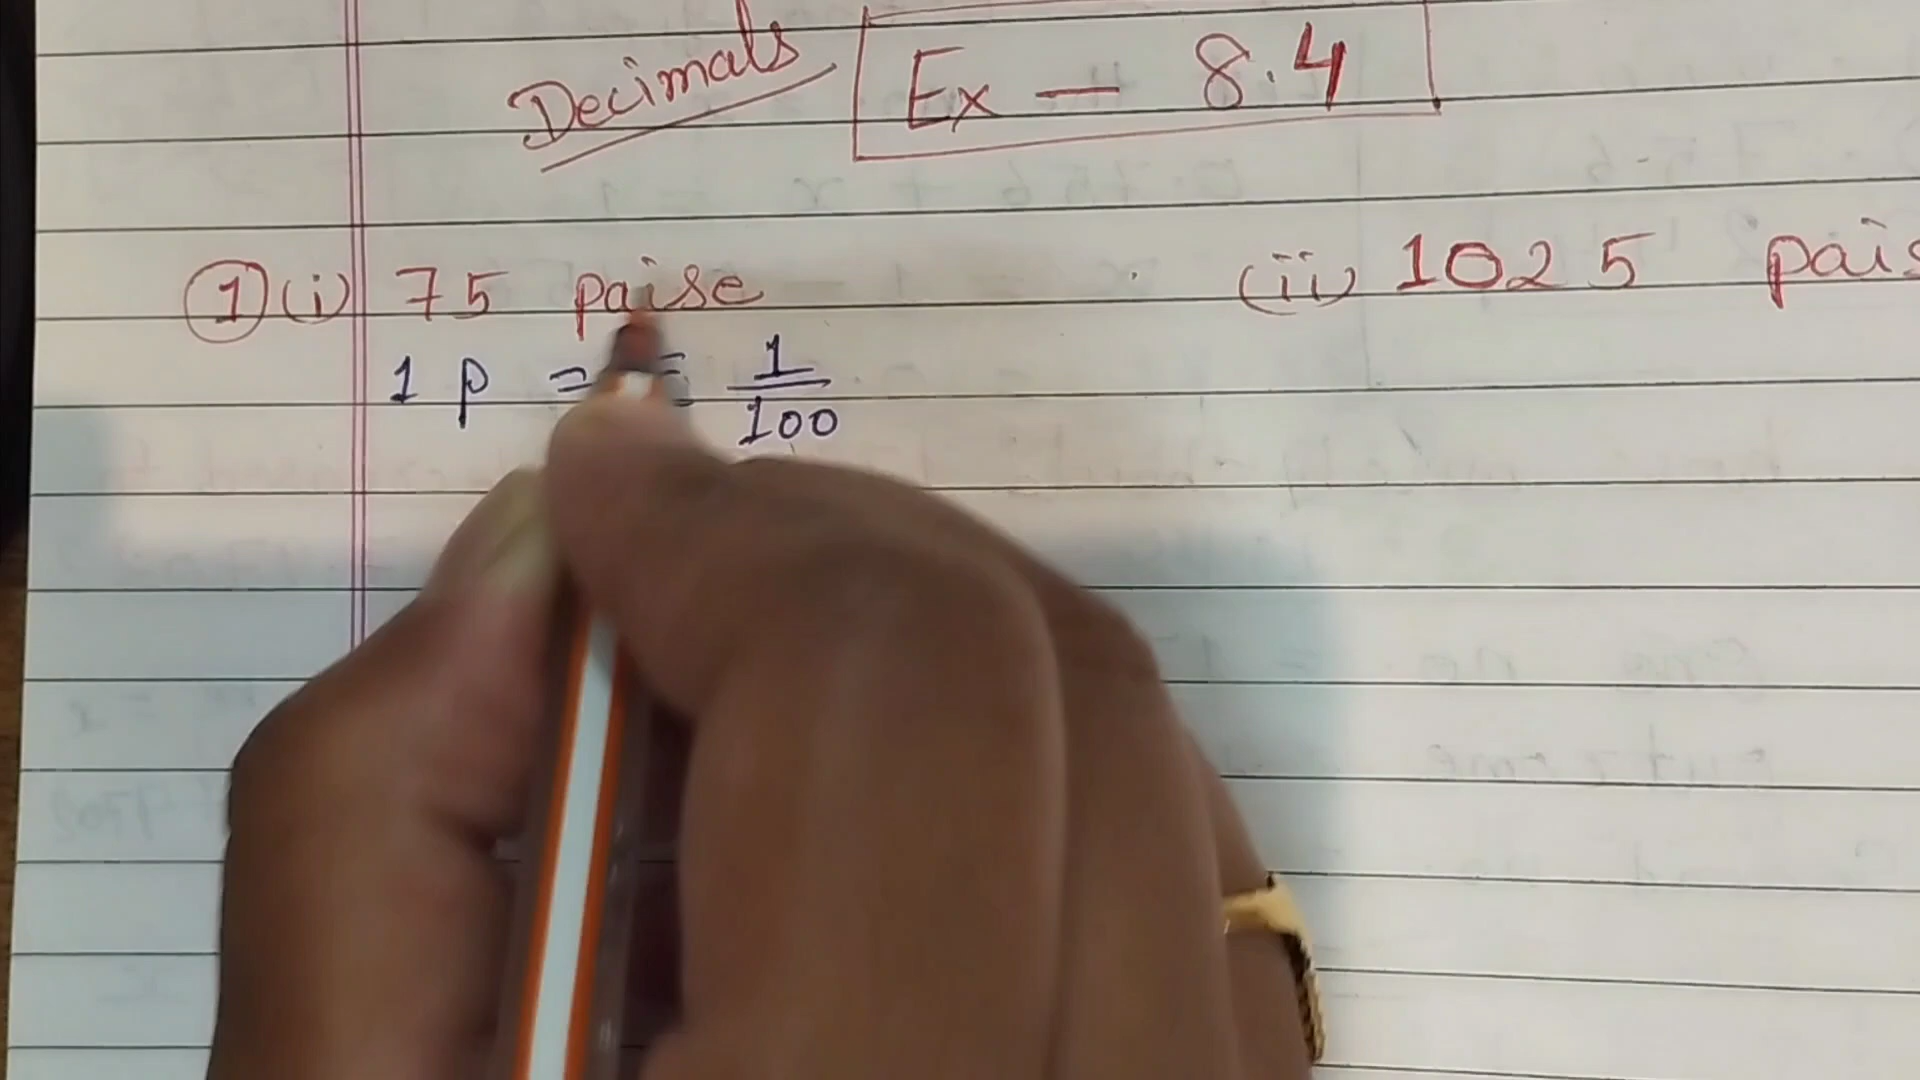 Decimals Ex - 8.4
1 (i) 75 paise (ii) 1025 pais
1 p = ₹ 1/100